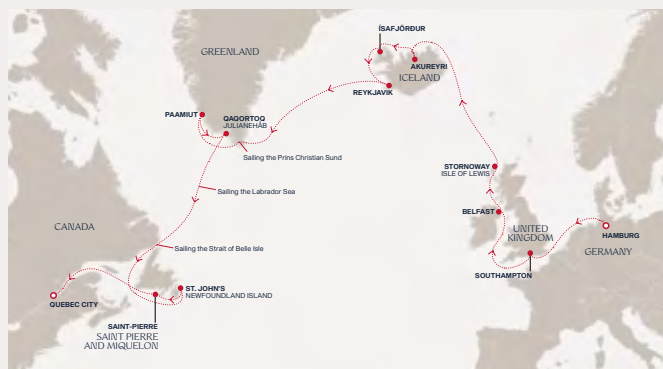 GREENLAND
ÍSAFJÖRÐUR
AKUREYRI
ICELAND
REYKJAVIK
PAAMIUT
QAQORTOQ
JULIANEHÅB
Sailing the Prins Christian Sund
STORNOWAY
ISLE OF LEWIS
Sailing the Labrador Sea
BELFAST
CANADA
UNITED
KINGDOM
HAMBURG
GERMANY
Sailing the Strait of Belle Isle
SOUTHAMPTON
ST. JOHN'S
NEWFOUNDLAND ISLAND
QUEBEC CITY
SAINT-PIERRE
SAINT PIERRE
AND MIQUELON